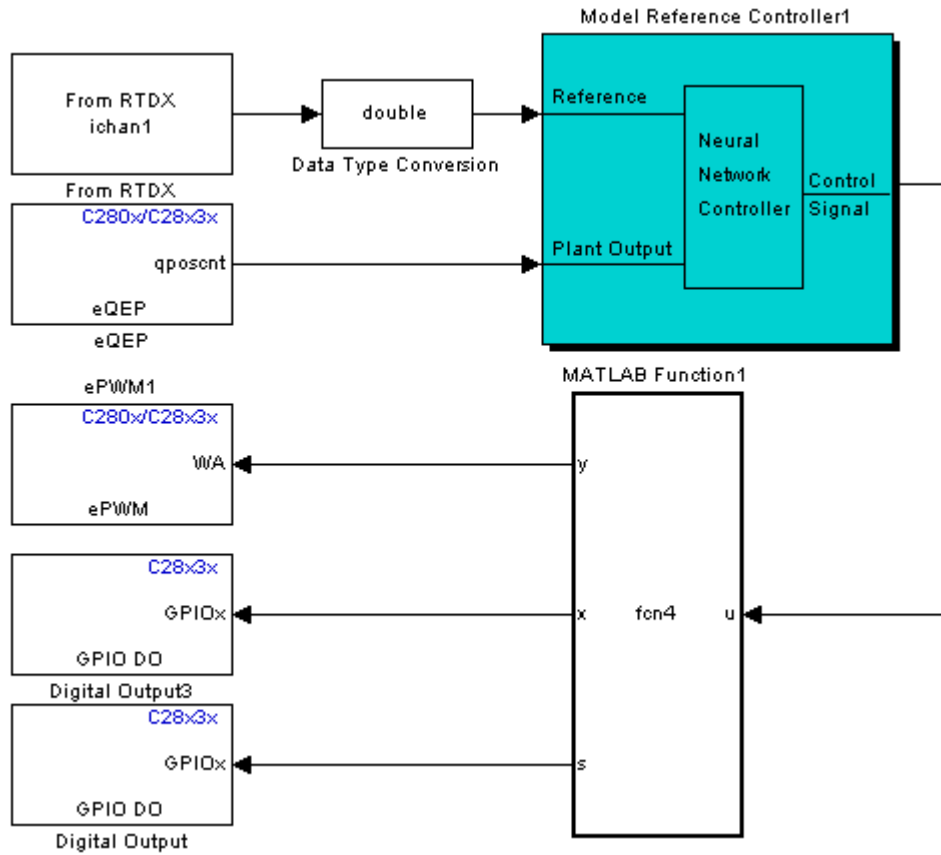 Model Reference Controller1
From RTDX
ichan1
From RTDX
double
Data Type Conversion
Reference
Plant Output
Neural
Network
Controller
Control
Signal
C280x/C28x3x
qposcnt
eQEP
eQEP
ePWM1
C280x/C28x3x
WA
ePWM
C28x3x
GPIOx
GPIO DO
Digital Output3
C28x3x
GPIOx
GPIO DO
Digital Output
MATLAB Function1
y
x
s
fcn4
u